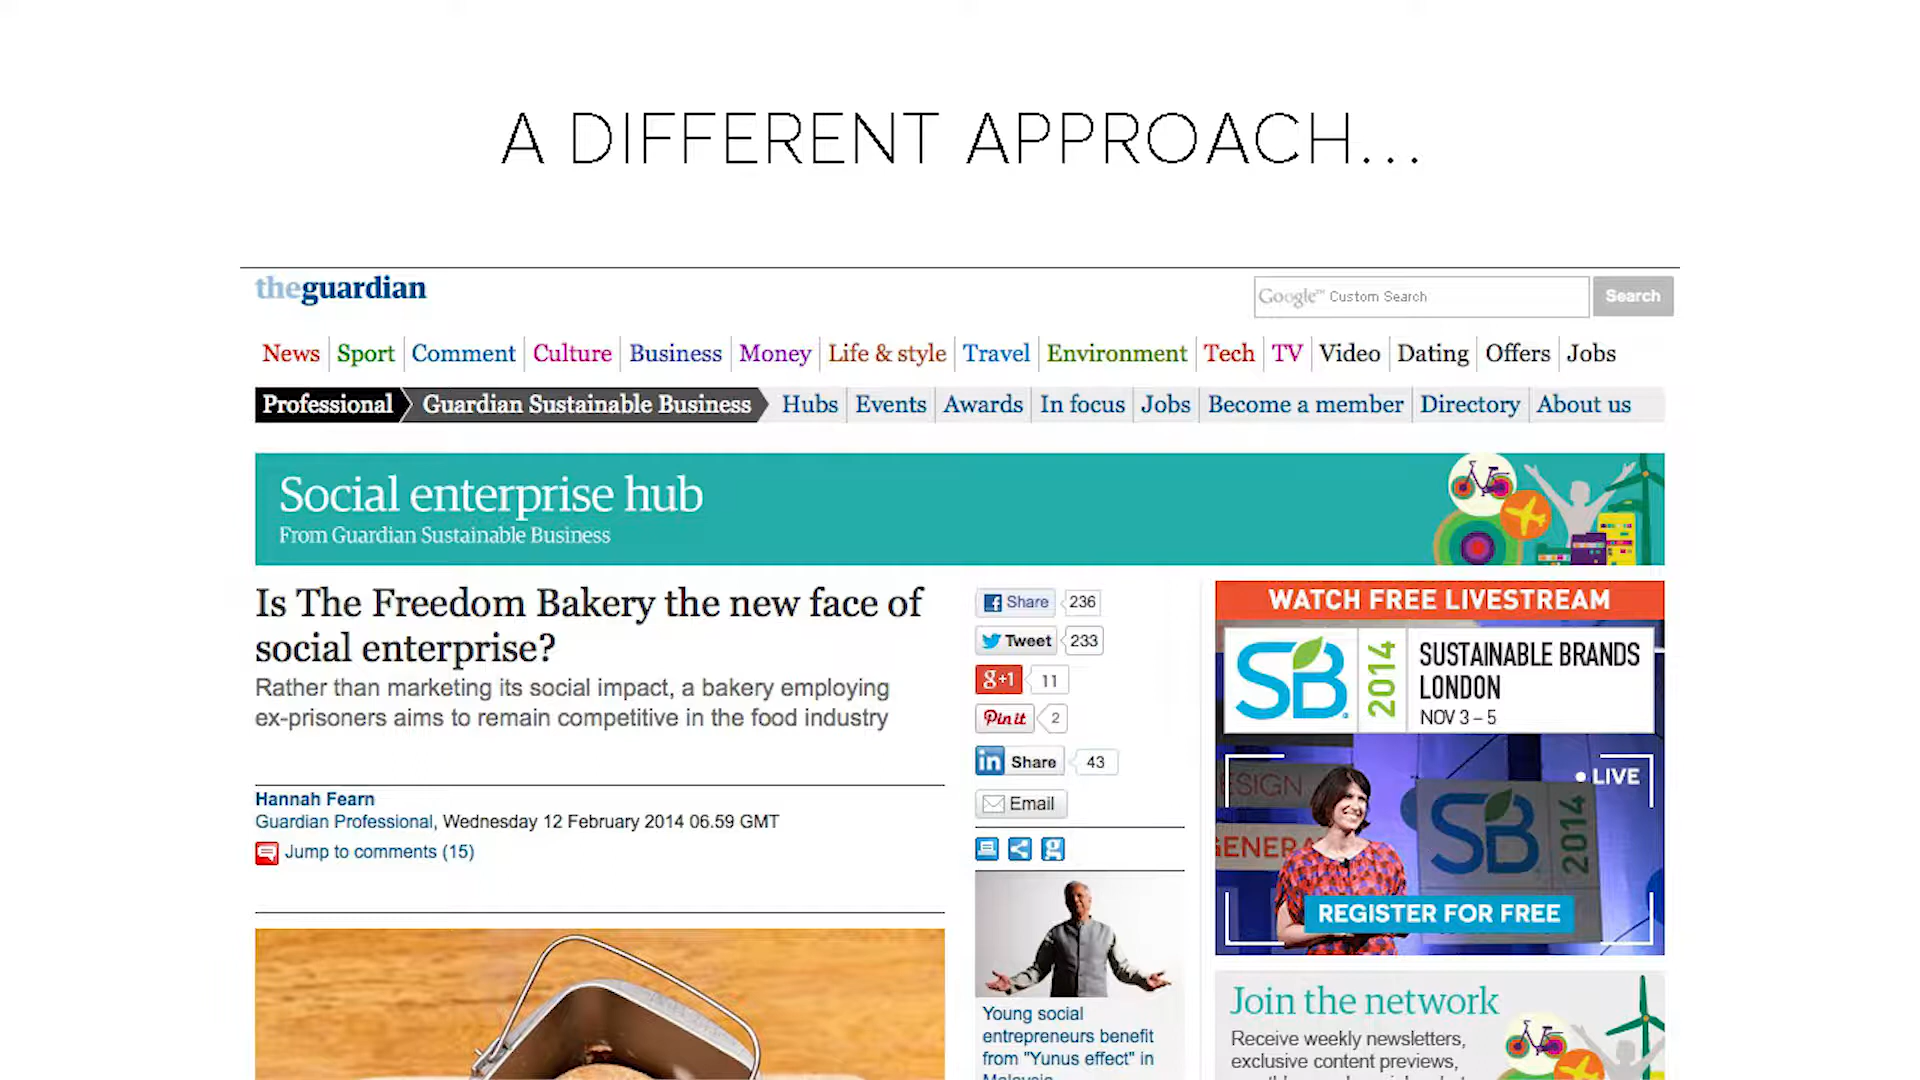 A DIFFERENT APPROACH...
theguardian
Google™ Custom Search
Search
News Sport Comment Culture Business Money Life & style Travel Environment Tech TV Video Dating Offers Jobs
Professional Guardian Sustainable Business Hubs Events Awards In focus Jobs Become a member Directory About us
Social enterprise hub
From Guardian Sustainable Business
Is The Freedom Bakery the new face of
social enterprise?
Rather than marketing its social impact, a bakery employing
ex-prisoners aims to remain competitive in the food industry
Hannah Fearn
Guardian Professional, Wednesday 12 February 2014 06.59 GMT
Jump to comments (15)
Share 236
Tweet 233
g+1 11
Pin it 2
in Share 43
Email
Young social
entrepreneurs benefit
from "Yunus effect" in
Malaysia
WATCH FREE LIVESTREAM
SB 2014
SUSTAINABLE BRANDS
LONDON
NOV 3 – 5
LIVE
ESIGN
GENERA
SB 2014
REGISTER FOR FREE
Join the network
Receive weekly newsletters,
exclusive content previews,